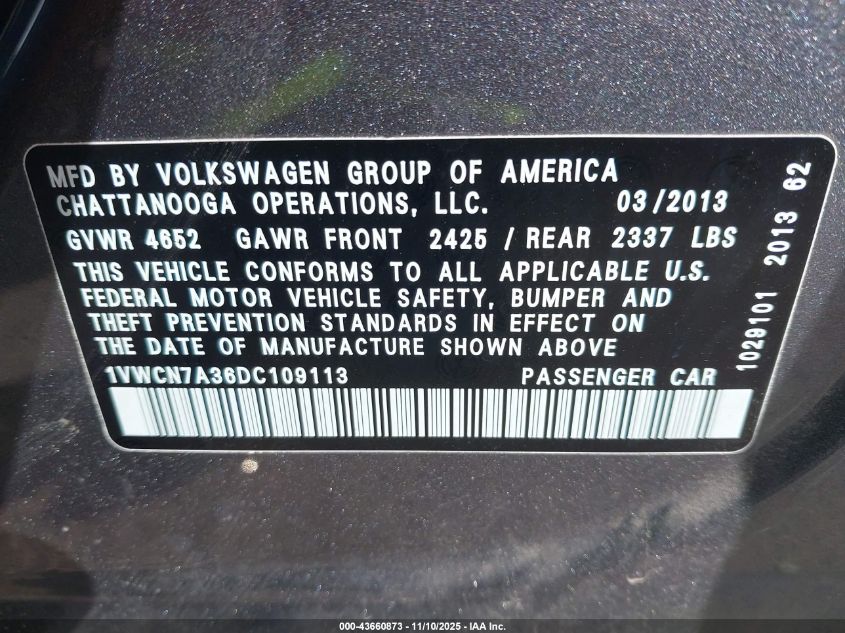 MFD BY VOLKSWAGEN GROUP OF AMERICA
CHATTANOOGA OPERATIONS, LLC. 03/2013
GVWR 4652 GAWR FRONT 2425 / REAR 2337 LBS
THIS VEHICLE CONFORMS TO ALL APPLICABLE U.S.
FEDERAL MOTOR VEHICLE SAFETY, BUMPER AND
THEFT PREVENTION STANDARDS IN EFFECT ON
THE DATE OF MANUFACTURE SHOWN ABOVE
1VWCN7A36DC109113 PASSENGER CAR
1029101 2013 62
000-43660873 - 11/10/2025 - IAA Inc.